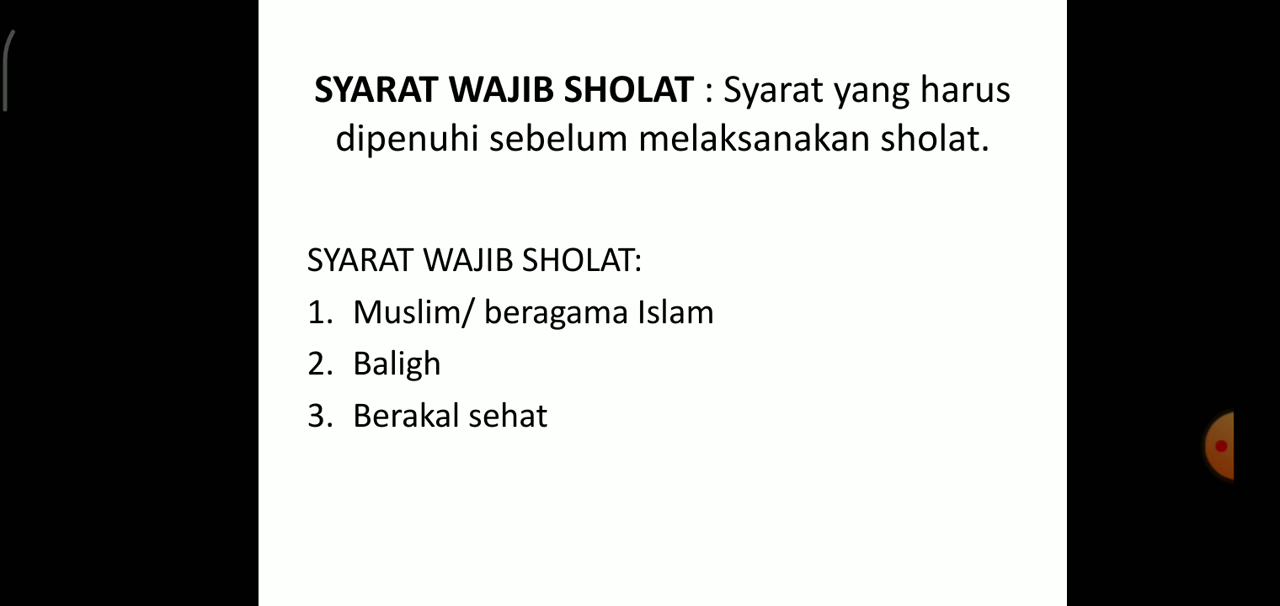 SYARAT WAJIB SHOLAT : Syarat yang harus
dipenuhi sebelum melaksanakan sholat.
SYARAT WAJIB SHOLAT:
1. Muslim/ beragama Islam
2. Baligh
3. Berakal sehat